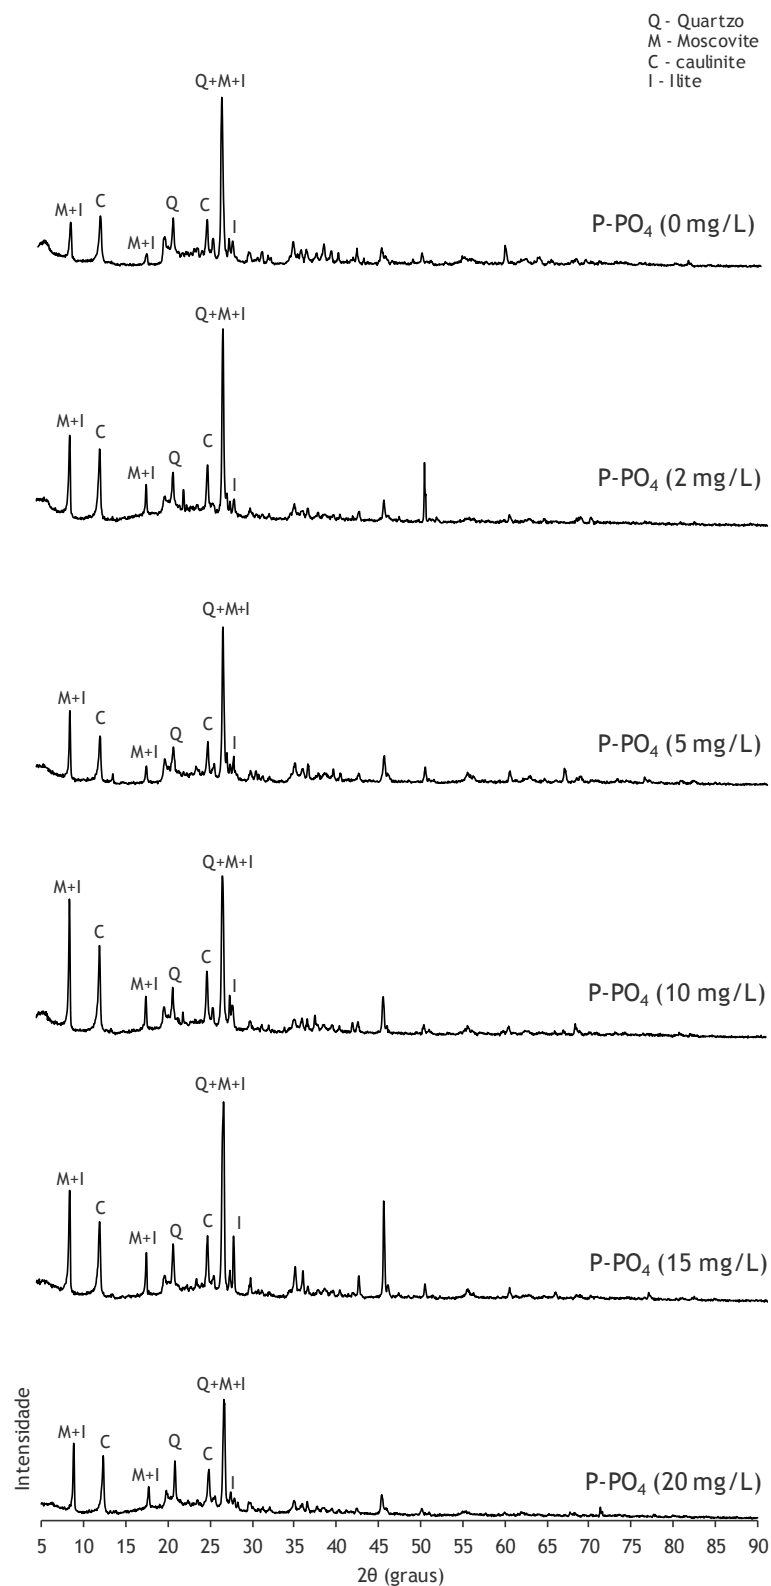 Q - Quartzo
M - Moscovite
C - caulinite
I - Ilite
Q+M+I
M+I
C
M+I
Q
C
I
P-PO₄ (0 mg/L)
Q+M+I
M+I
C
M+I
Q
C
I
P-PO₄ (2 mg/L)
Q+M+I
M+I
C
M+I
Q
C
I
P-PO₄ (5 mg/L)
Q+M+I
M+I
C
M+I
Q
C
I
P-PO₄ (10 mg/L)
Q+M+I
M+I
C
M+I
Q
C
I
P-PO₄ (15 mg/L)
Q+M+I
M+I
C
M+I
Q
C
I
P-PO₄ (20 mg/L)
Intensidade
5 10 15 20 25 30 35 40 45 50 55 60 65 70 75 80 85 90
2θ (graus)